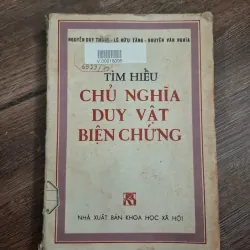 NGUYỄN DUY THÔNG - LÊ HỮU TẦNG - NGUYỄN VĂN NGHĨA
TÌM HIỂU
CHỦ NGHĨA
DUY VẬT
BIỆN CHỨNG
NHÀ XUẤT BẢN KHOA HỌC XÃ HỘI